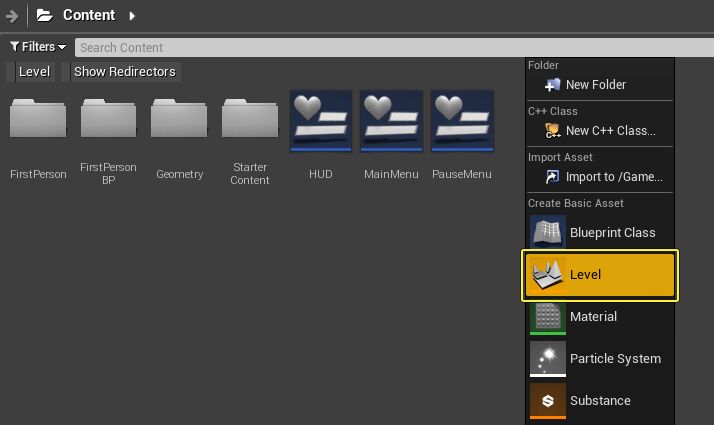 Content
Filters
Search Content
Level
Show Redirectors
FirstPerson
FirstPerson
BP
Geometry
Starter
Content
HUD
MainMenu
PauseMenu
Folder
New Folder
C++ Class
C++
New C++ Class...
Import Asset
Import to /Game...
Create Basic Asset
Blueprint Class
Level
Material
Particle System
Substance